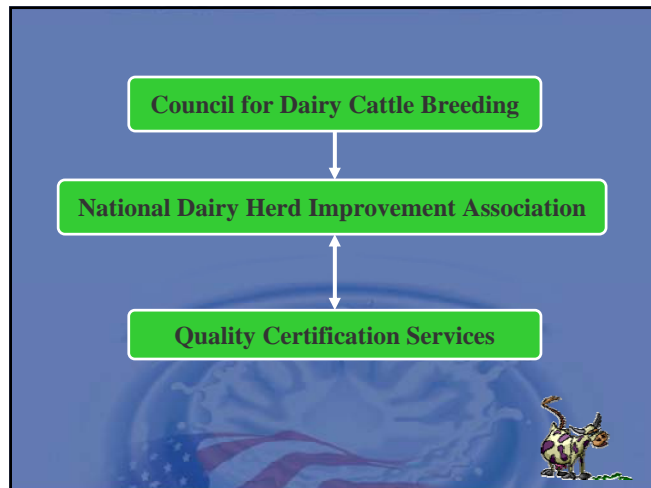 Council for Dairy Cattle Breeding
National Dairy Herd Improvement Association
Quality Certification Services